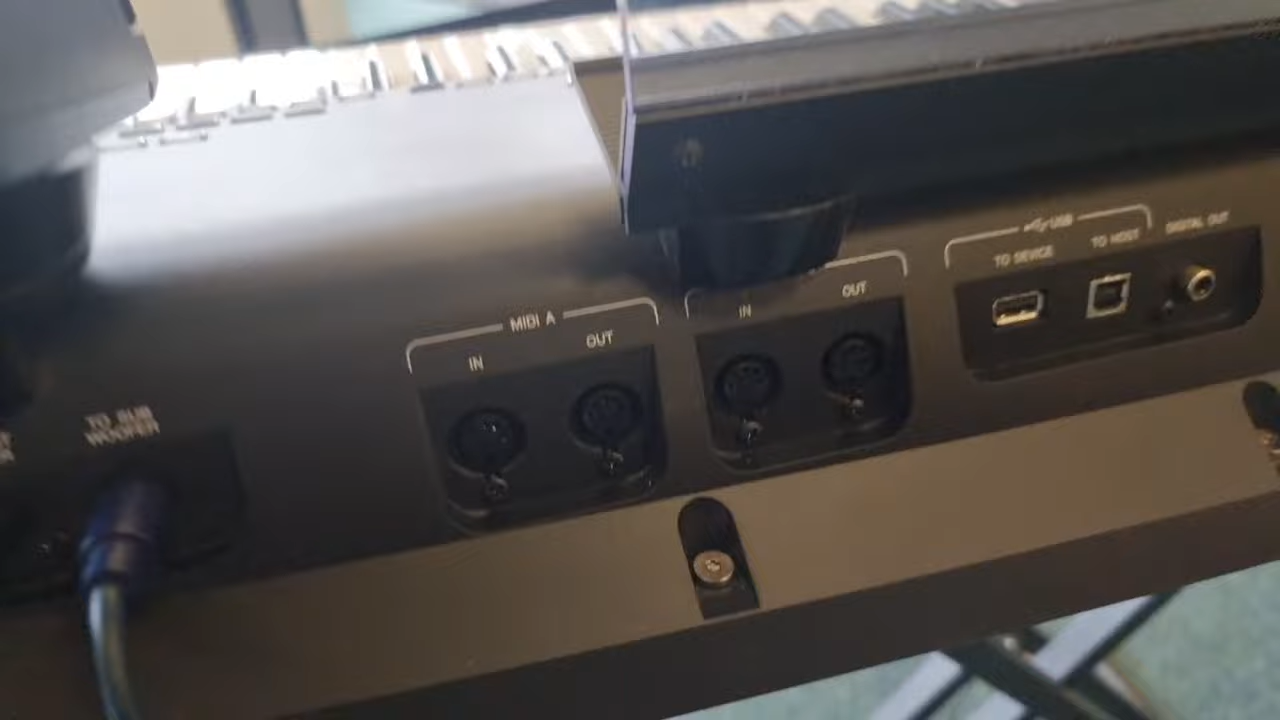 USB
TO DEVICE
TO HOST
DIGITAL OUT
IN
OUT
MIDI A
IN
OUT
TO SUB
WOOFER